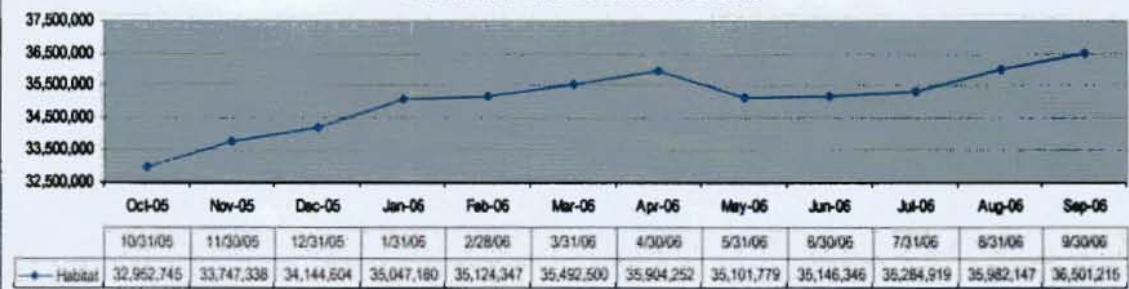 37,500,000
36,500,000
35,500,000
34,500,000
33,500,000
32,500,000
Oct-05 Nov-05 Dec-05 Jan-06 Feb-06 Mar-06 Apr-06 May-06 Jun-06 Jul-06 Aug-06 Sep-06
10/31/05 11/30/05 12/31/05 1/31/06 2/28/06 3/31/06 4/30/06 5/31/06 6/30/06 7/31/06 8/31/06 9/30/06
Habitat 32,952,745 33,747,338 34,144,604 35,047,180 35,124,347 35,492,500 35,904,252 35,101,779 35,146,346 35,284,919 35,982,147 36,501,215